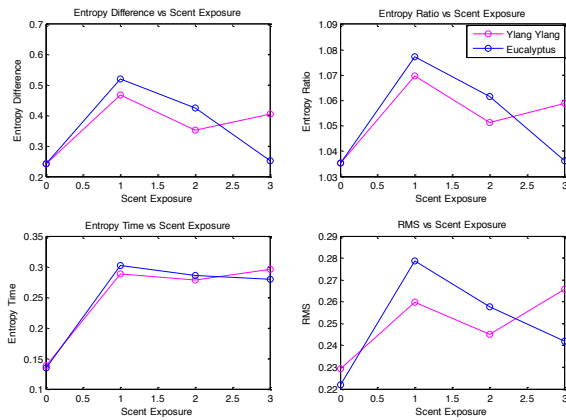 Entropy Difference vs Scent Exposure
0.7
0.6
0.5
0.4
0.3
0.2
Entropy Difference
0 0.5 1 1.5 2 2.5 3
Scent Exposure
Entropy Ratio vs Scent Exposure
Ylang Ylang
Eucalyptus
1.09
1.08
1.07
1.06
1.05
1.04
1.03
Entropy Ratio
0 0.5 1 1.5 2 2.5 3
Scent Exposure
Entropy Time vs Scent Exposure
0.35
0.3
0.25
0.2
0.15
0.1
Entropy Time
0 0.5 1 1.5 2 2.5 3
Scent Exposure
RMS vs Scent Exposure
0.29
0.28
0.27
0.26
0.25
0.24
0.23
0.22
RMS
0 0.5 1 1.5 2 2.5 3
Scent Exposure